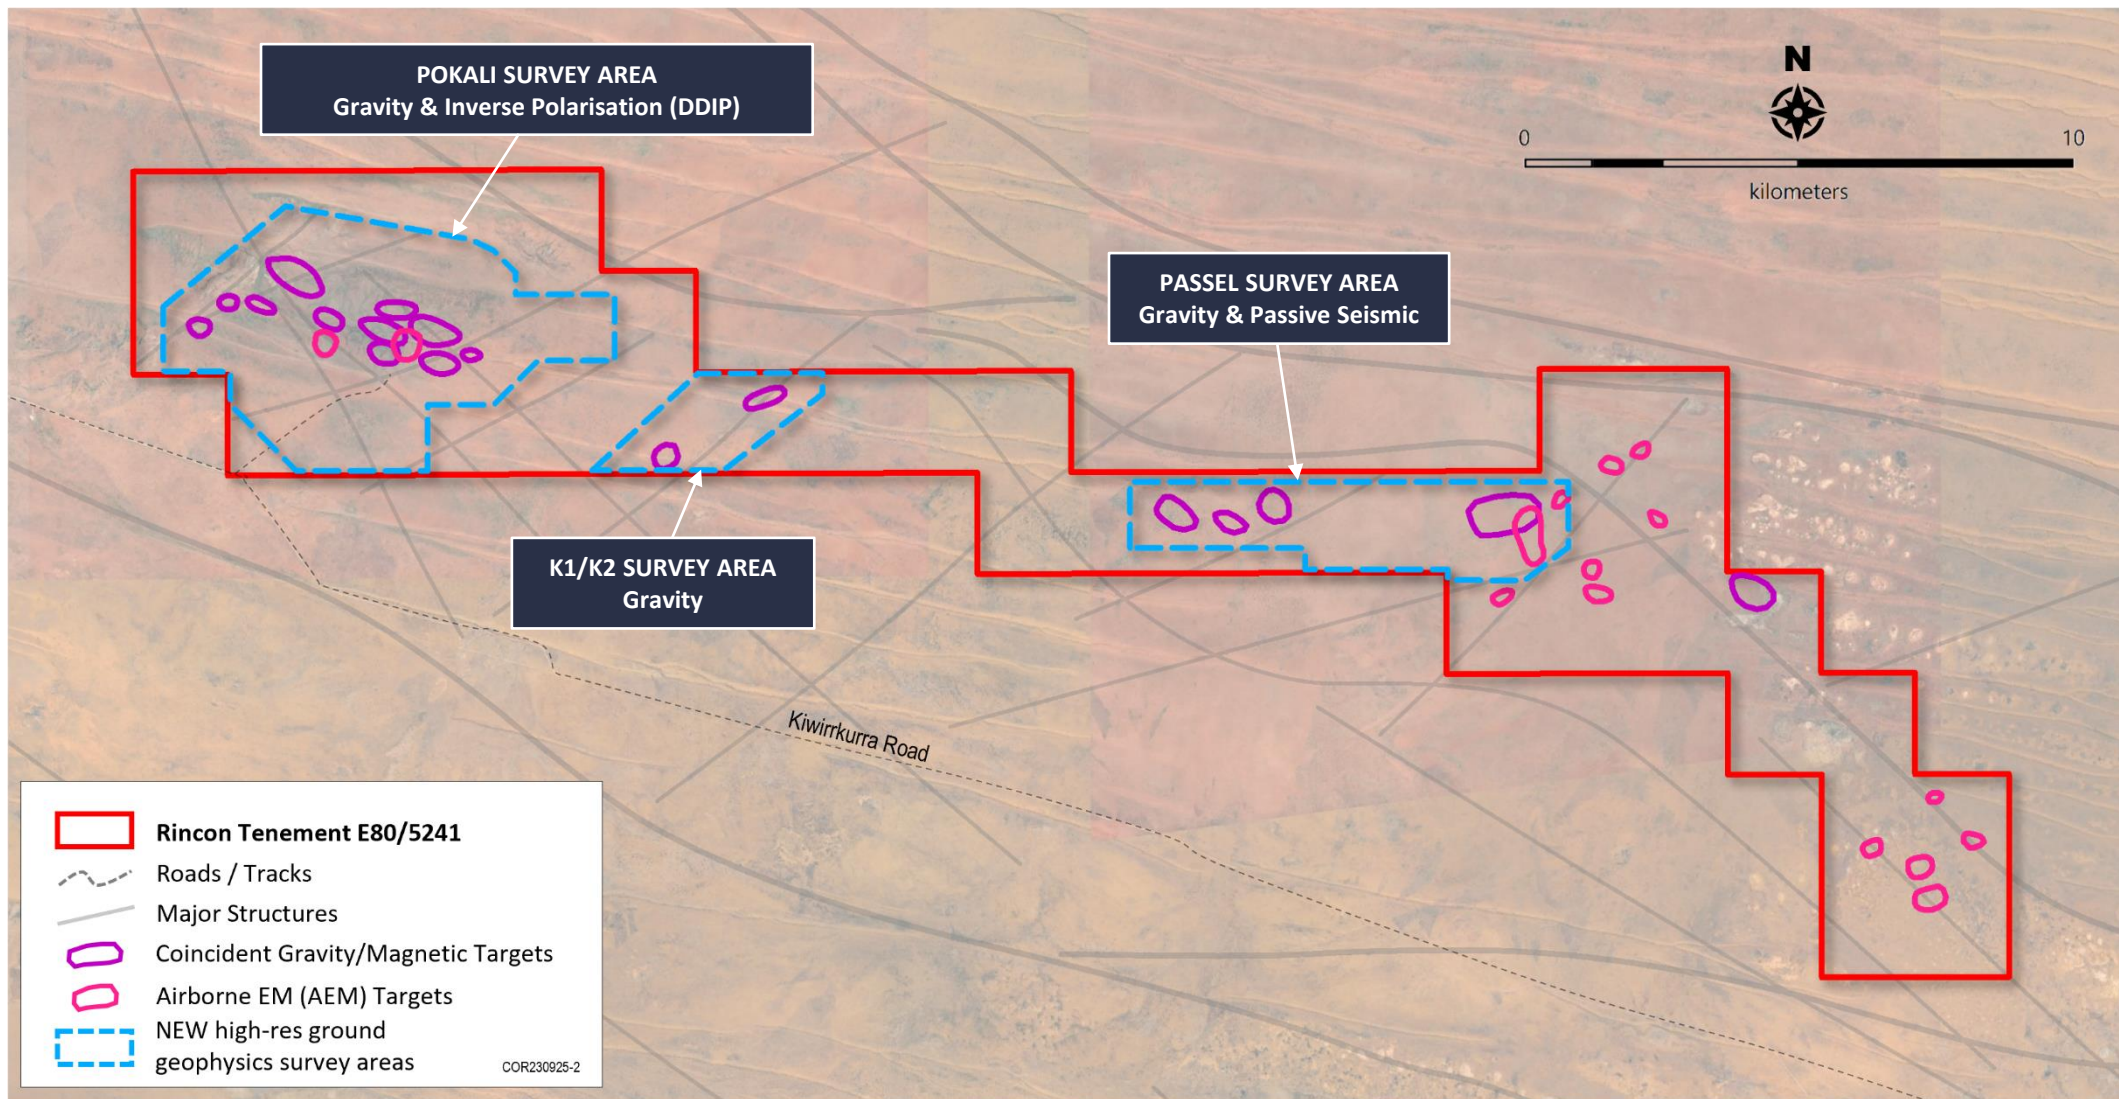 POKALI SURVEY AREA
Gravity & Inverse Polarisation (DDIP)
N
0 10
kilometers
PASSEL SURVEY AREA
Gravity & Passive Seismic
K1/K2 SURVEY AREA
Gravity
Kiwirrkurra Road
Rincon Tenement E80/5241
Roads / Tracks
Major Structures
Coincident Gravity/Magnetic Targets
Airborne EM (AEM) Targets
NEW high-res ground
geophysics survey areas
COR230925-2